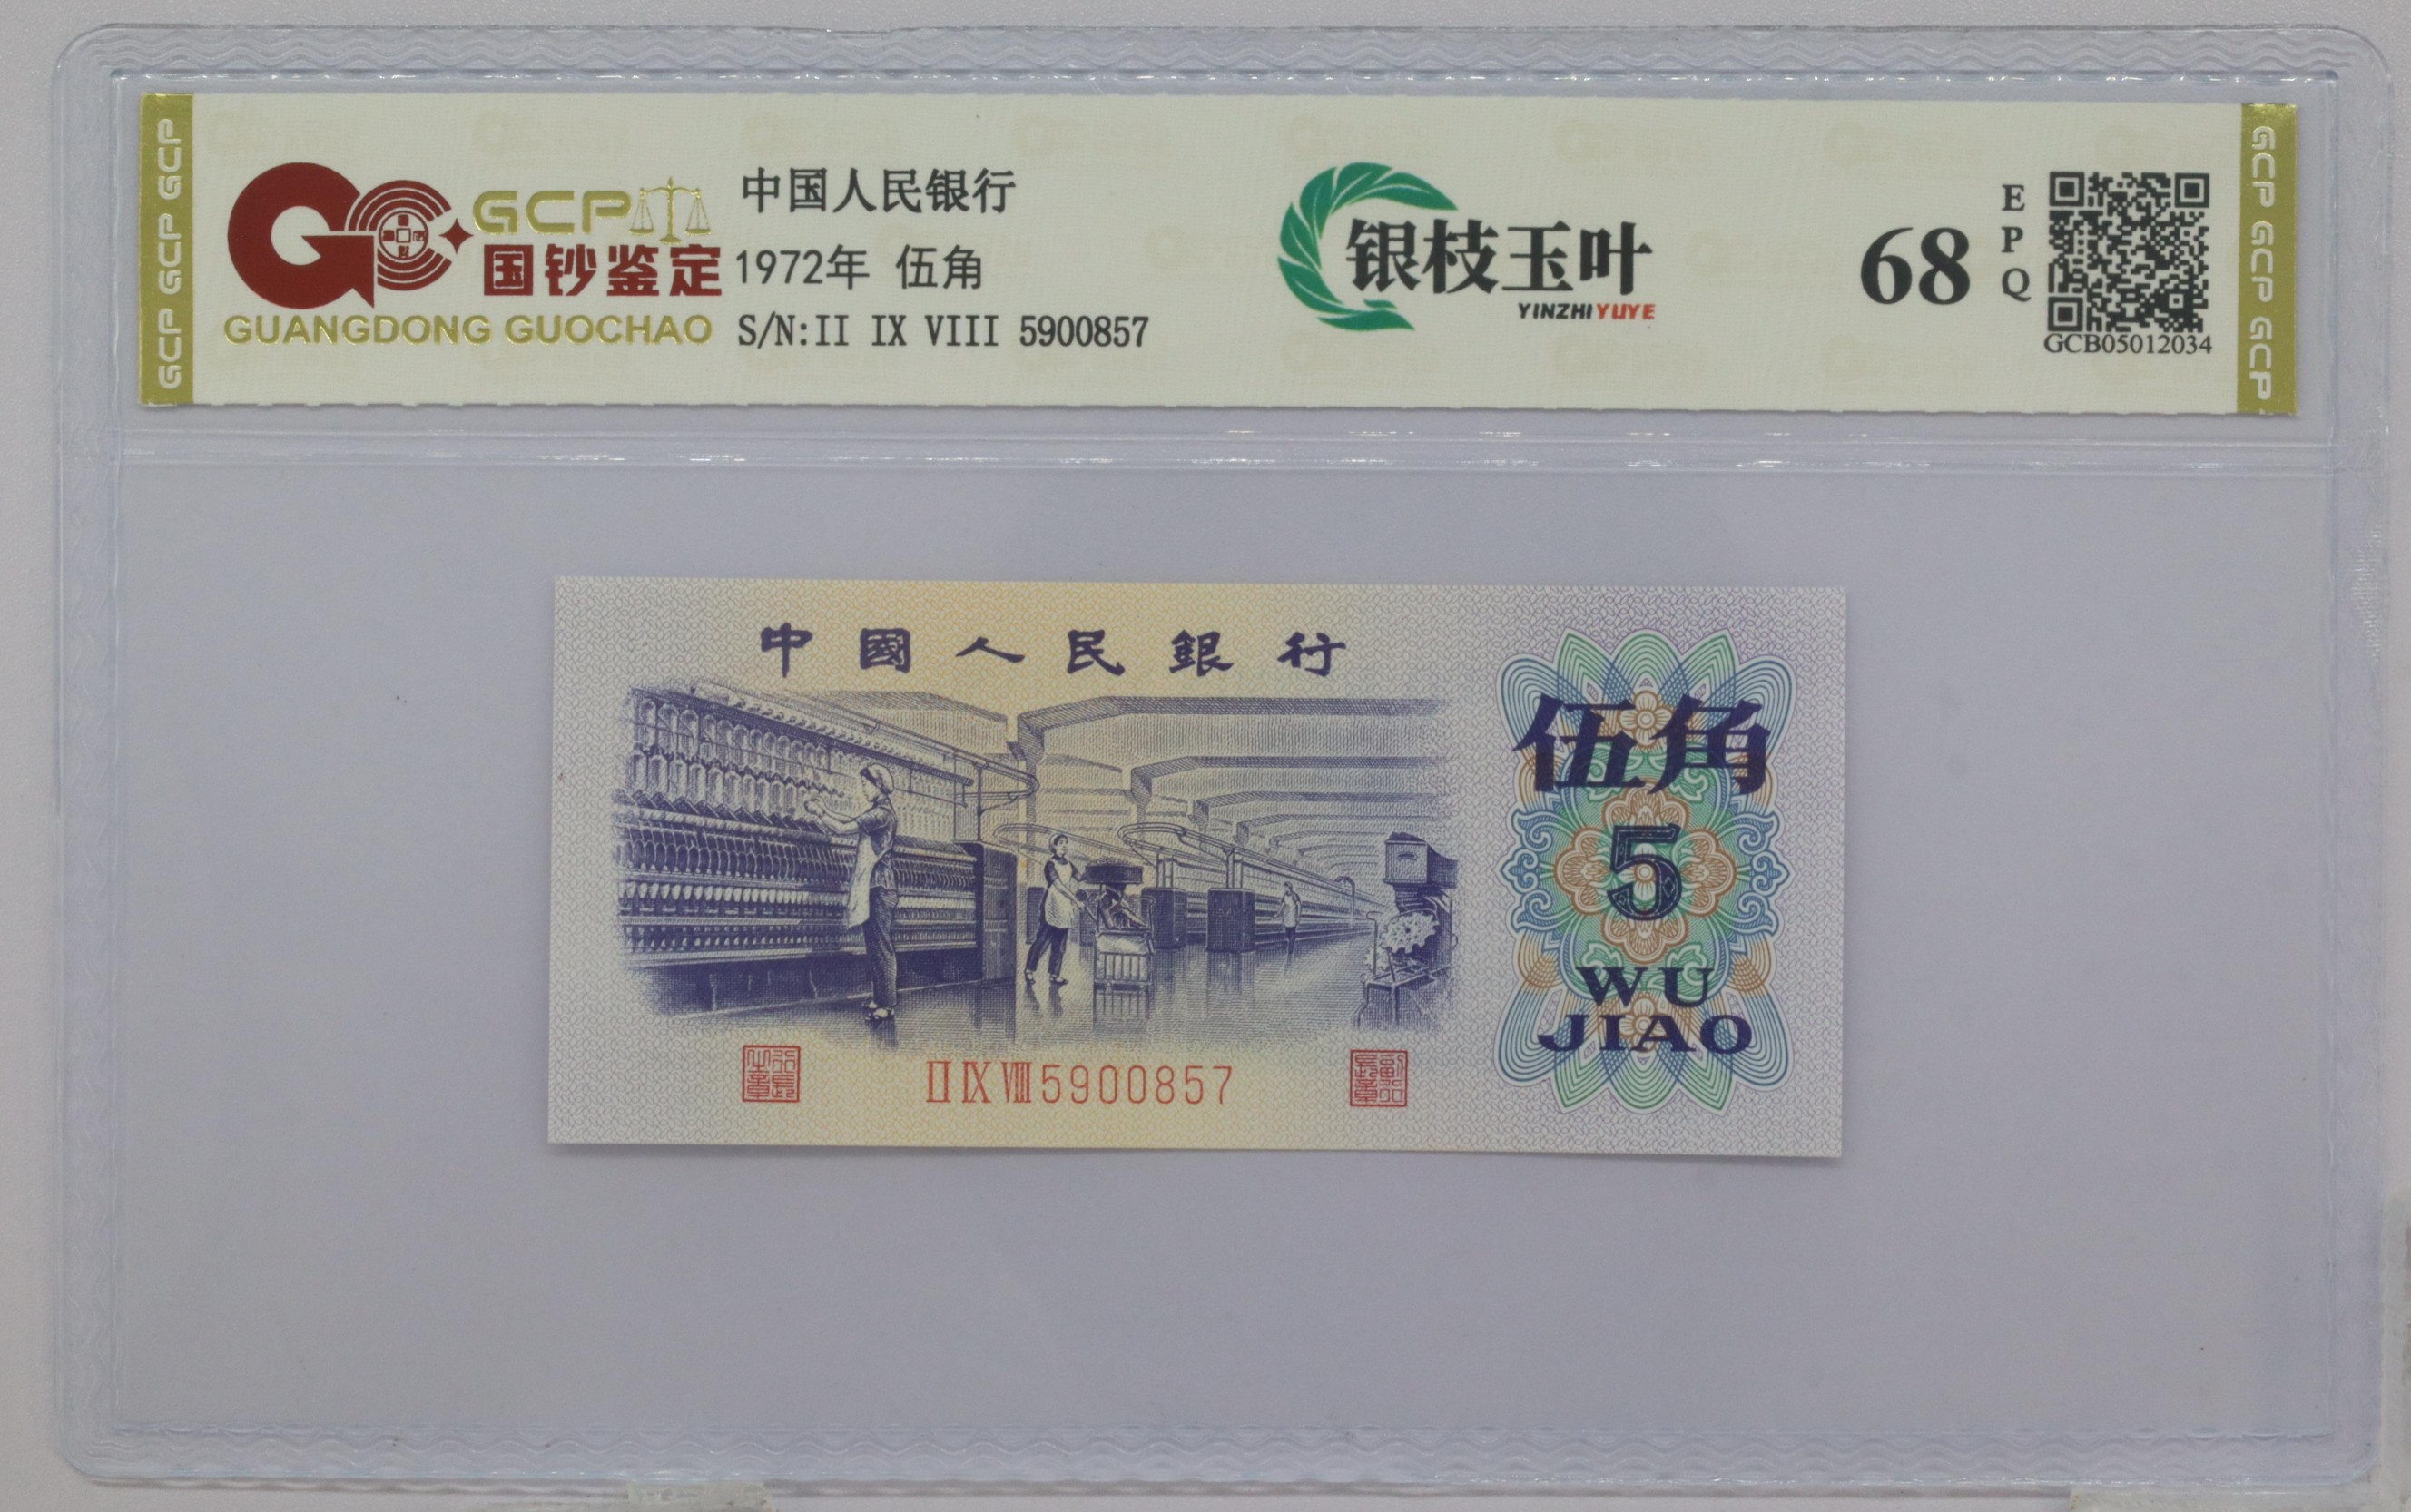 GCP GCP GCP
GCP
国钞鉴定
GUANGDONG GUOCHAO
中国人民银行
1972年 伍角
S/N:II IX VIII 5900857
银枝玉叶
YINZHIYUYE
68
EPQ
GCB05012034
GCP GCP GCP
中國人民銀行
伍角
5
WU
JIAO
II IX VIII 5900857